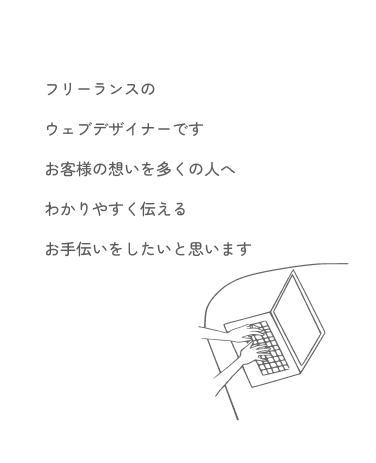 フリーランスの
ウェブデザイナーです
お客様の想いを多くの人へ
わかりやすく伝える
お手伝いをしたいと思います